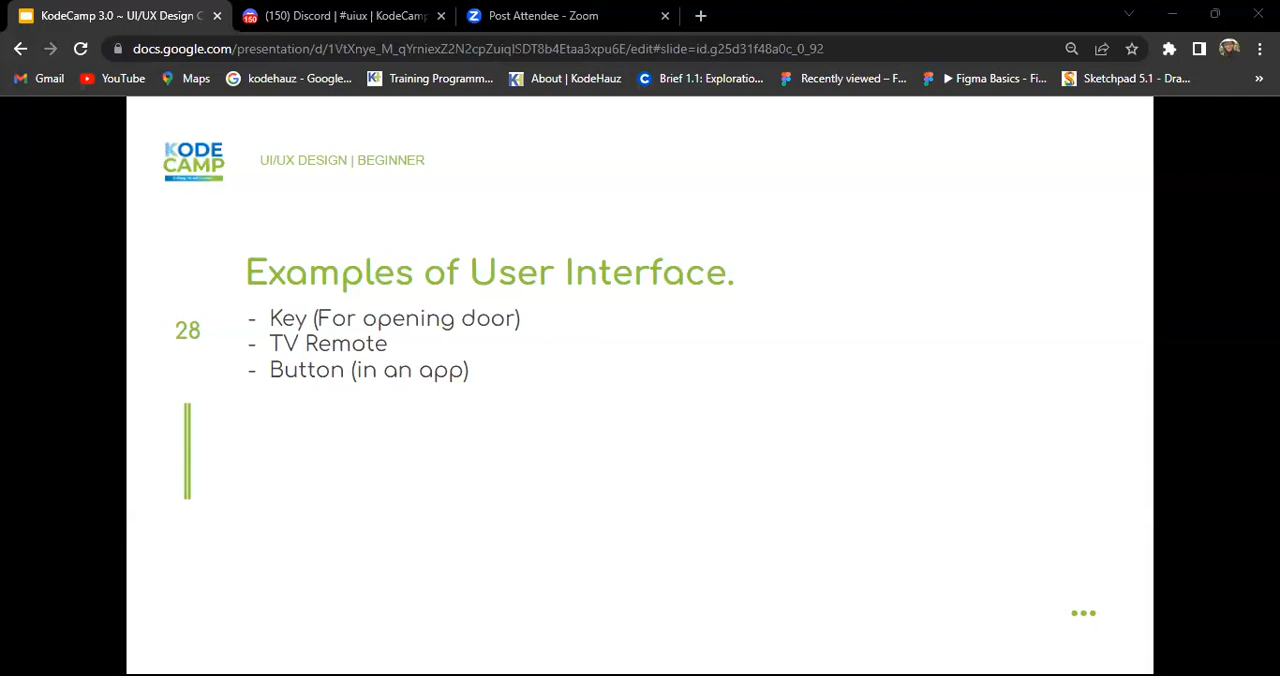 KodeCamp 3.0 ~ UI/UX Design C
(150) Discord | #uiux | KodeCamp
Post Attendee - Zoom
docs.google.com/presentation/d/1VtXnye_M_qYrniexZ2N2cpZuiqISDT8b4Etaa3xpu6E/edit#slide=id.g25d31f48a0c_0_92
Gmail
YouTube
Maps
kodehauz - Google...
Training Programm...
About | KodeHauz
Brief 1.1: Exploratio...
Recently viewed – F...
▶ Figma Basics - Fi...
Sketchpad 5.1 - Dra...
»
KODE
CAMP
UI/UX DESIGN | BEGINNER
Examples of User Interface.
28
- Key (For opening door)
- TV Remote
- Button (in an app)